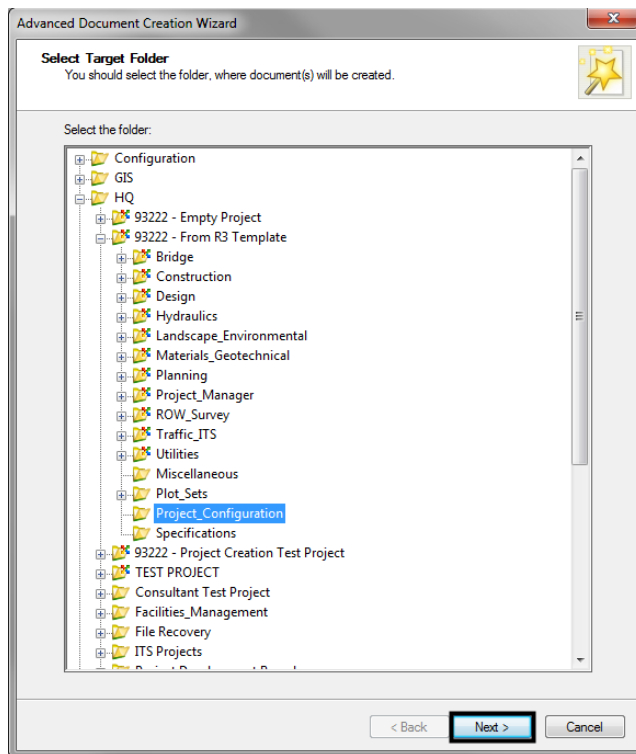 Advanced Document Creation Wizard
Select Target Folder
You should select the folder, where document(s) will be created.
Select the folder:
Configuration
GIS
HQ
93222 - Empty Project
93222 - From R3 Template
Bridge
Construction
Design
Hydraulics
Landscape_Environmental
Materials_Geotechnical
Planning
Project_Manager
ROW_Survey
Traffic_ITS
Utilities
Miscellaneous
Plot_Sets
Project_Configuration
Specifications
93222 - Project Creation Test Project
TEST PROJECT
Consultant Test Project
Facilities_Management
File Recovery
ITS Projects
< Back
Next >
Cancel